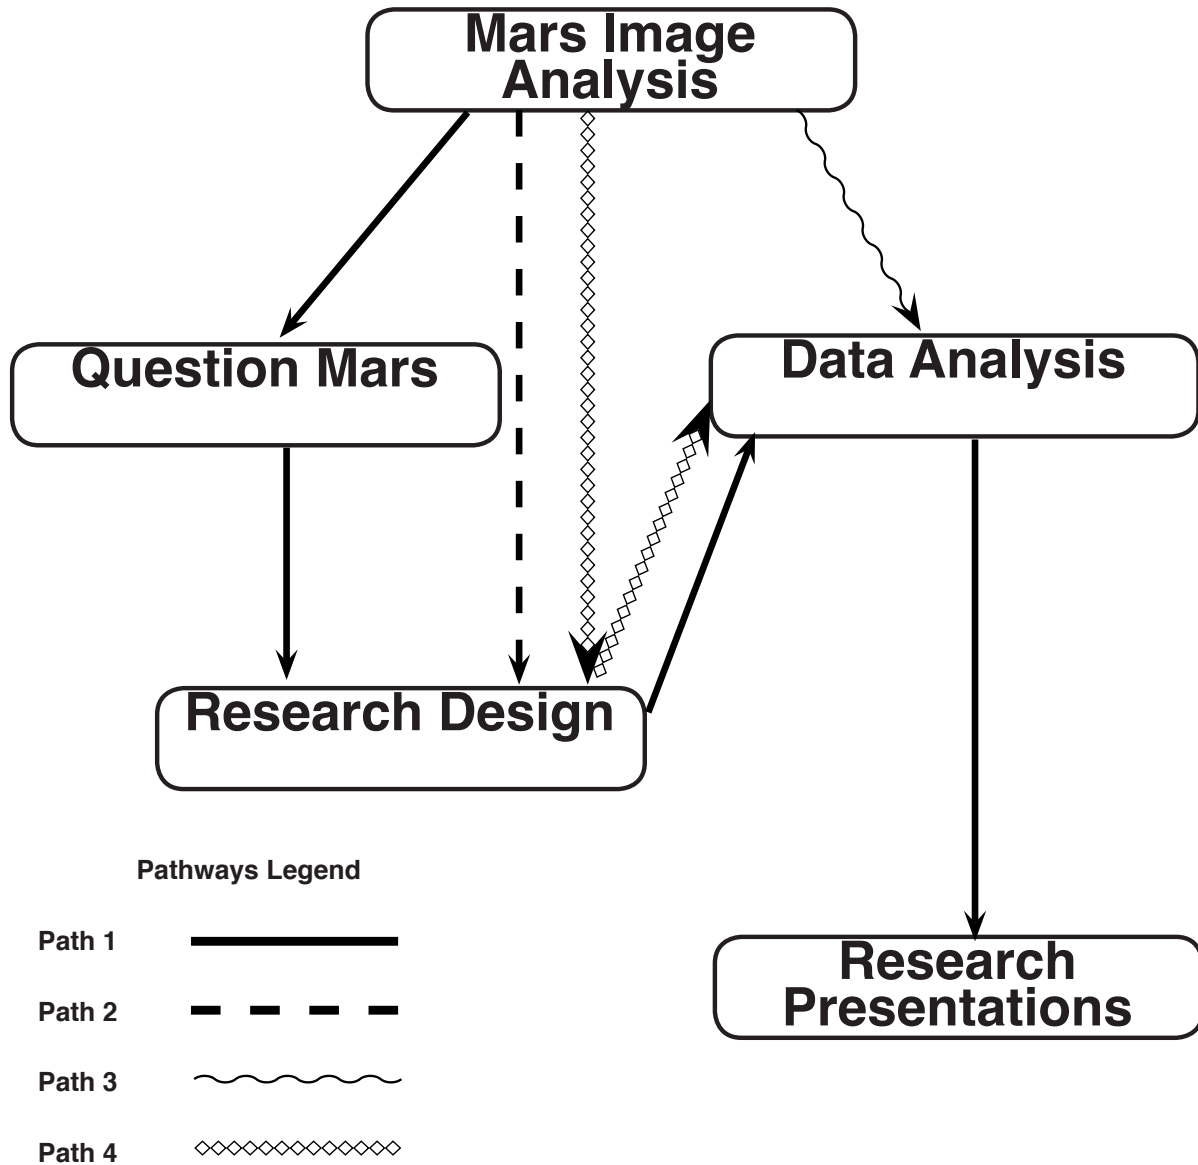 Mars Image
Analysis
Question Mars
Data Analysis
Research Design
Research
Presentations
Pathways Legend
Path 1
Path 2
Path 3
Path 4